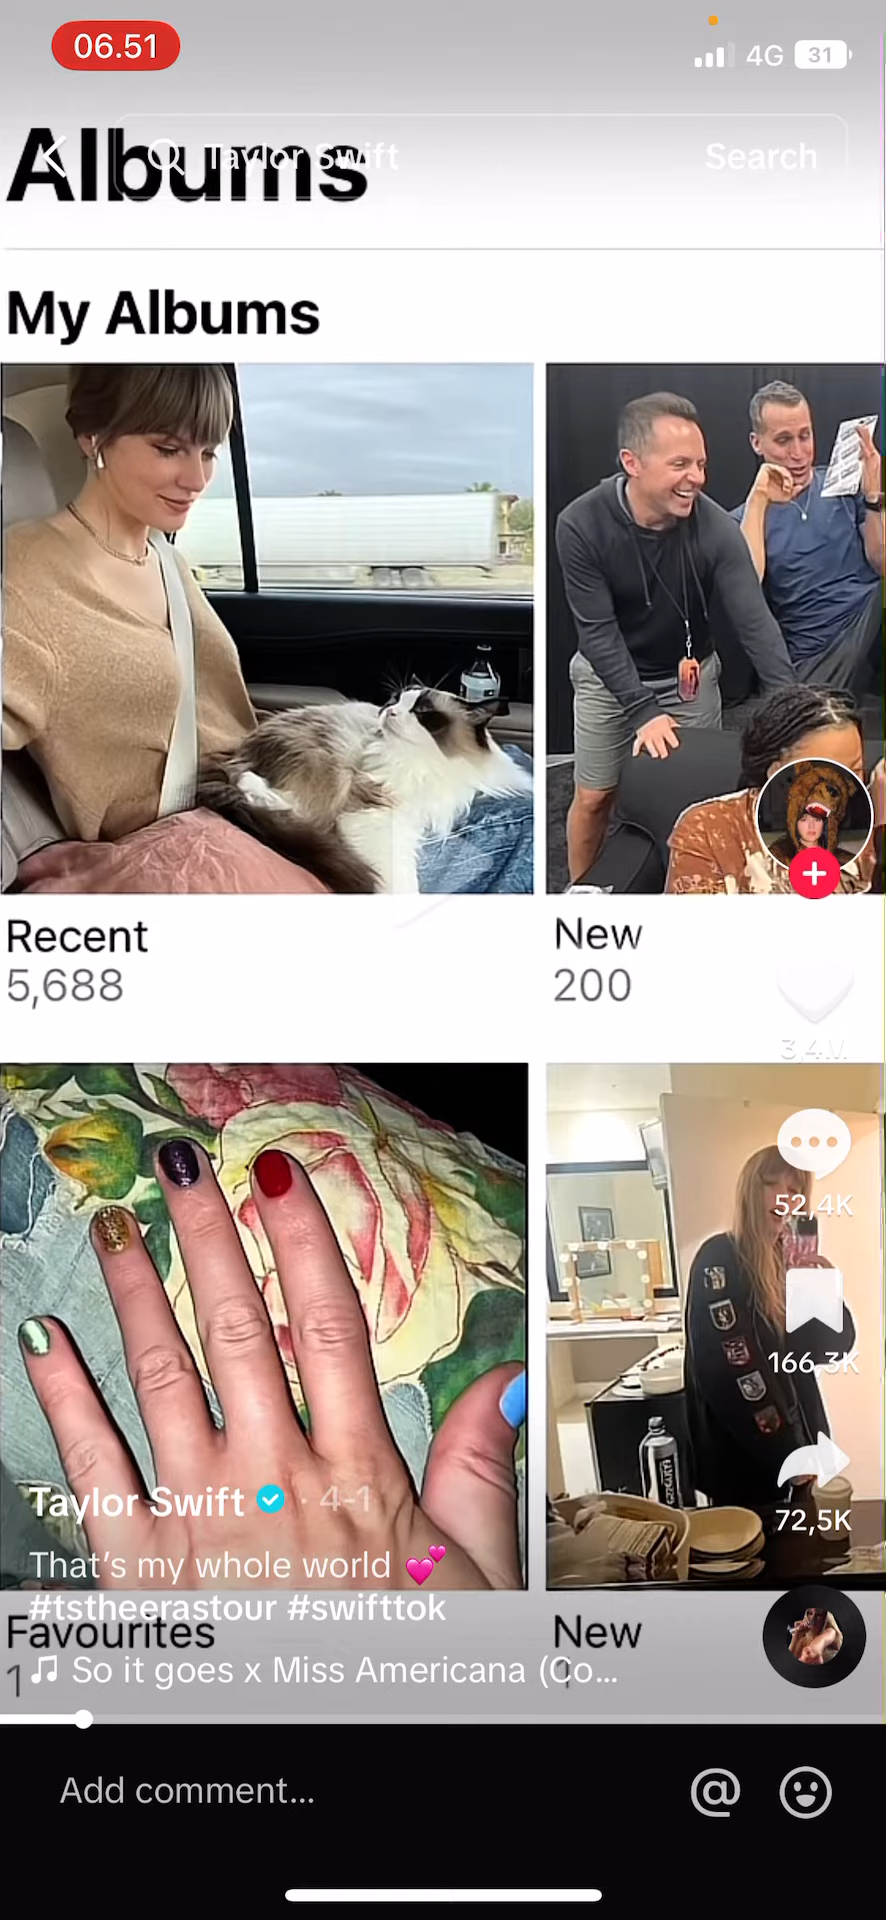 06.51
4G 31
Albums
Taylor Swift
Search
My Albums
Recent
5,688
New
200
3,4M
52,4K
166,3K
72,5K
Taylor Swift · 4-1
That's my whole world 💕
#tstheerastour #swifttok
Favourites
1
New
♫ So it goes x Miss Americana (Co...
Add comment...
@